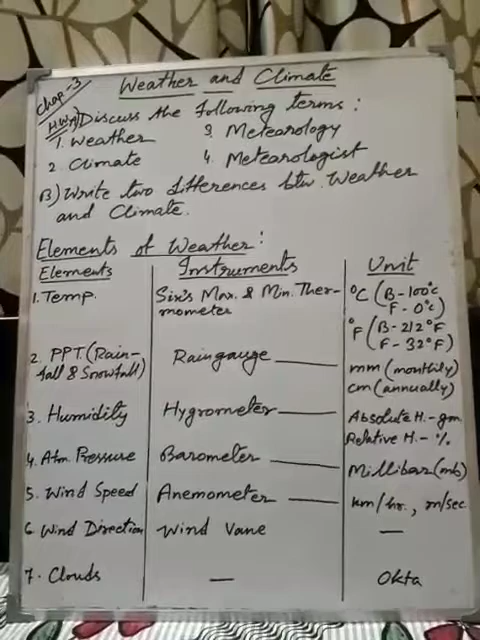 Chap:-3
Weather and Climate
H.W. A) Discuss the following terms:
1. Weather 3. Meteorology
2. Climate 4. Meteorologist
B) Write two differences btw. Weather
and Climate.
Elements of Weather:
Elements Instruments Unit
1. Temp. Six's Max. & Min. Ther- °C (B-100°C
mometer F-0°C)
°F (B-212°F
F-32°F)
2. PPT. (Rain- Raingauge mm (monthly)
fall & Snowfall) cm (annually)
3. Humidity Hygrometer Absolute H.- gm
Relative H.- %
4. Atm. Pressure Barometer Millibar (mb)
5. Wind Speed Anemometer km/hr., m/sec
6. Wind Direction Wind Vane —
7. Clouds — Okta